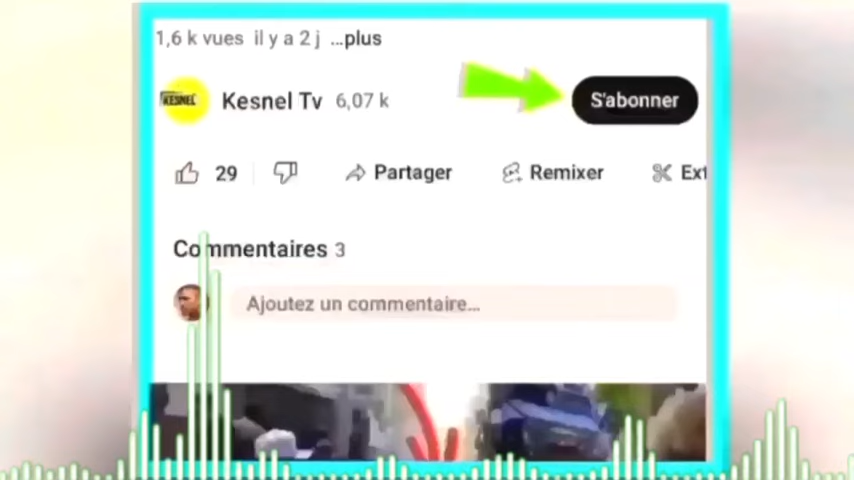 1,6 k vues il y a 2 j ...plus
KESNEL
Kesnel Tv 6,07 k
S'abonner
29
Partager
Remixer
Ext
Commentaires 3
Ajoutez un commentaire...